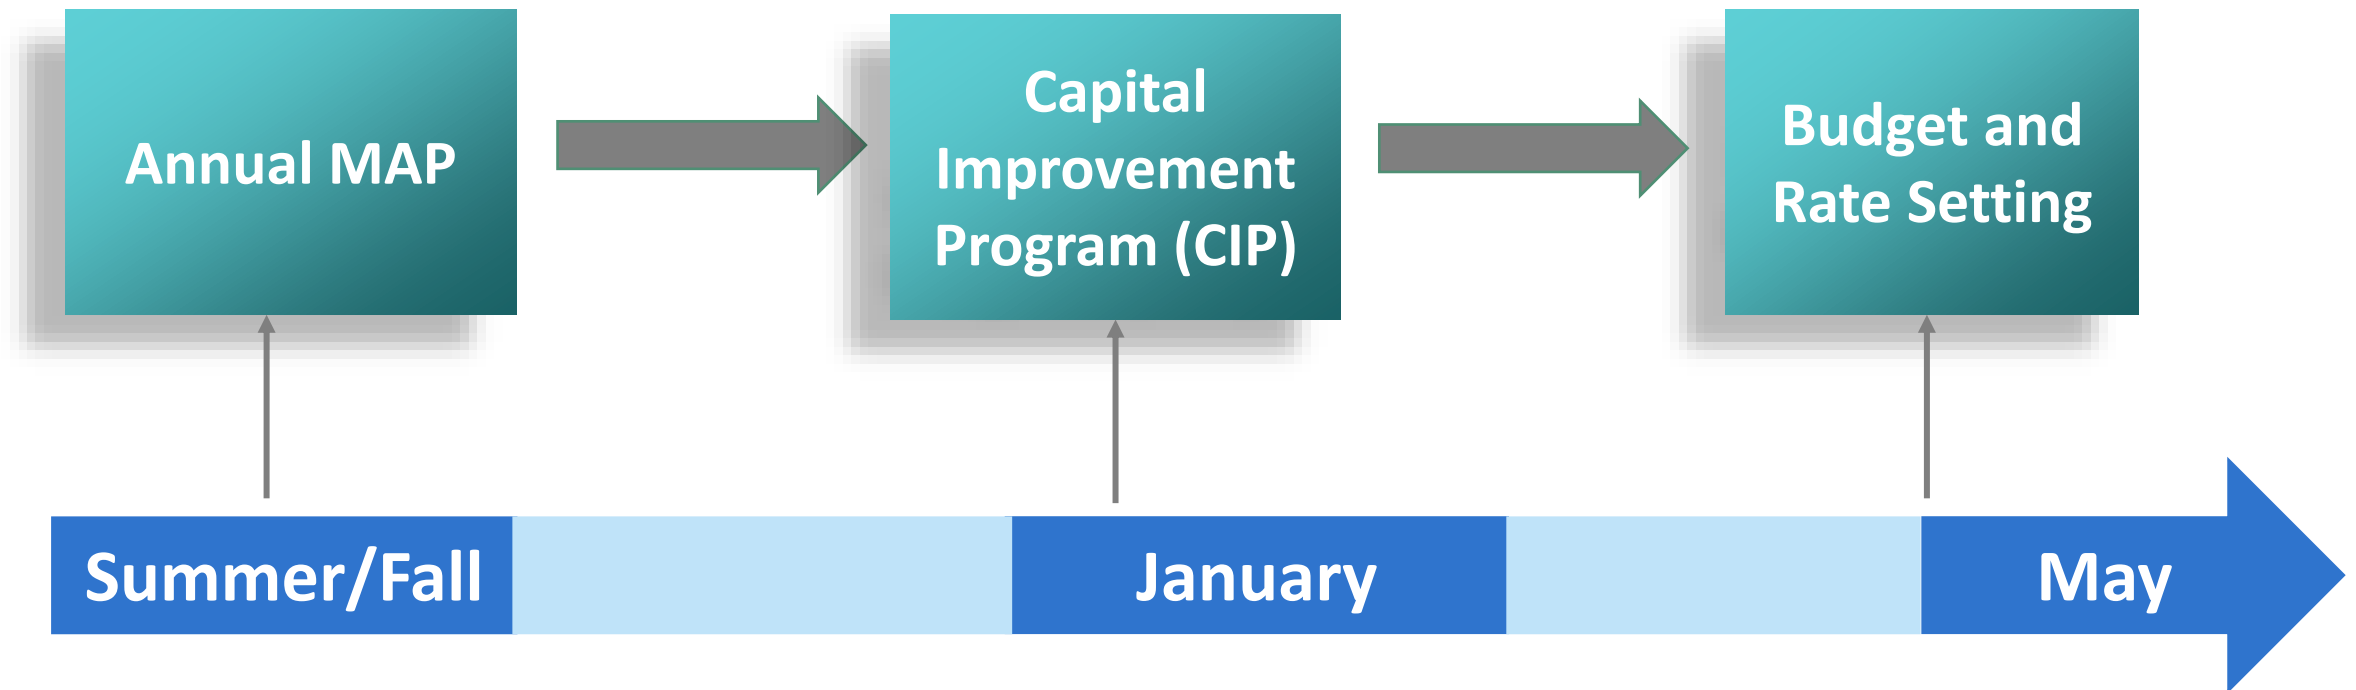 Annual MAP
Capital
Improvement
Program (CIP)
Budget and
Rate Setting
Summer/Fall
January
May